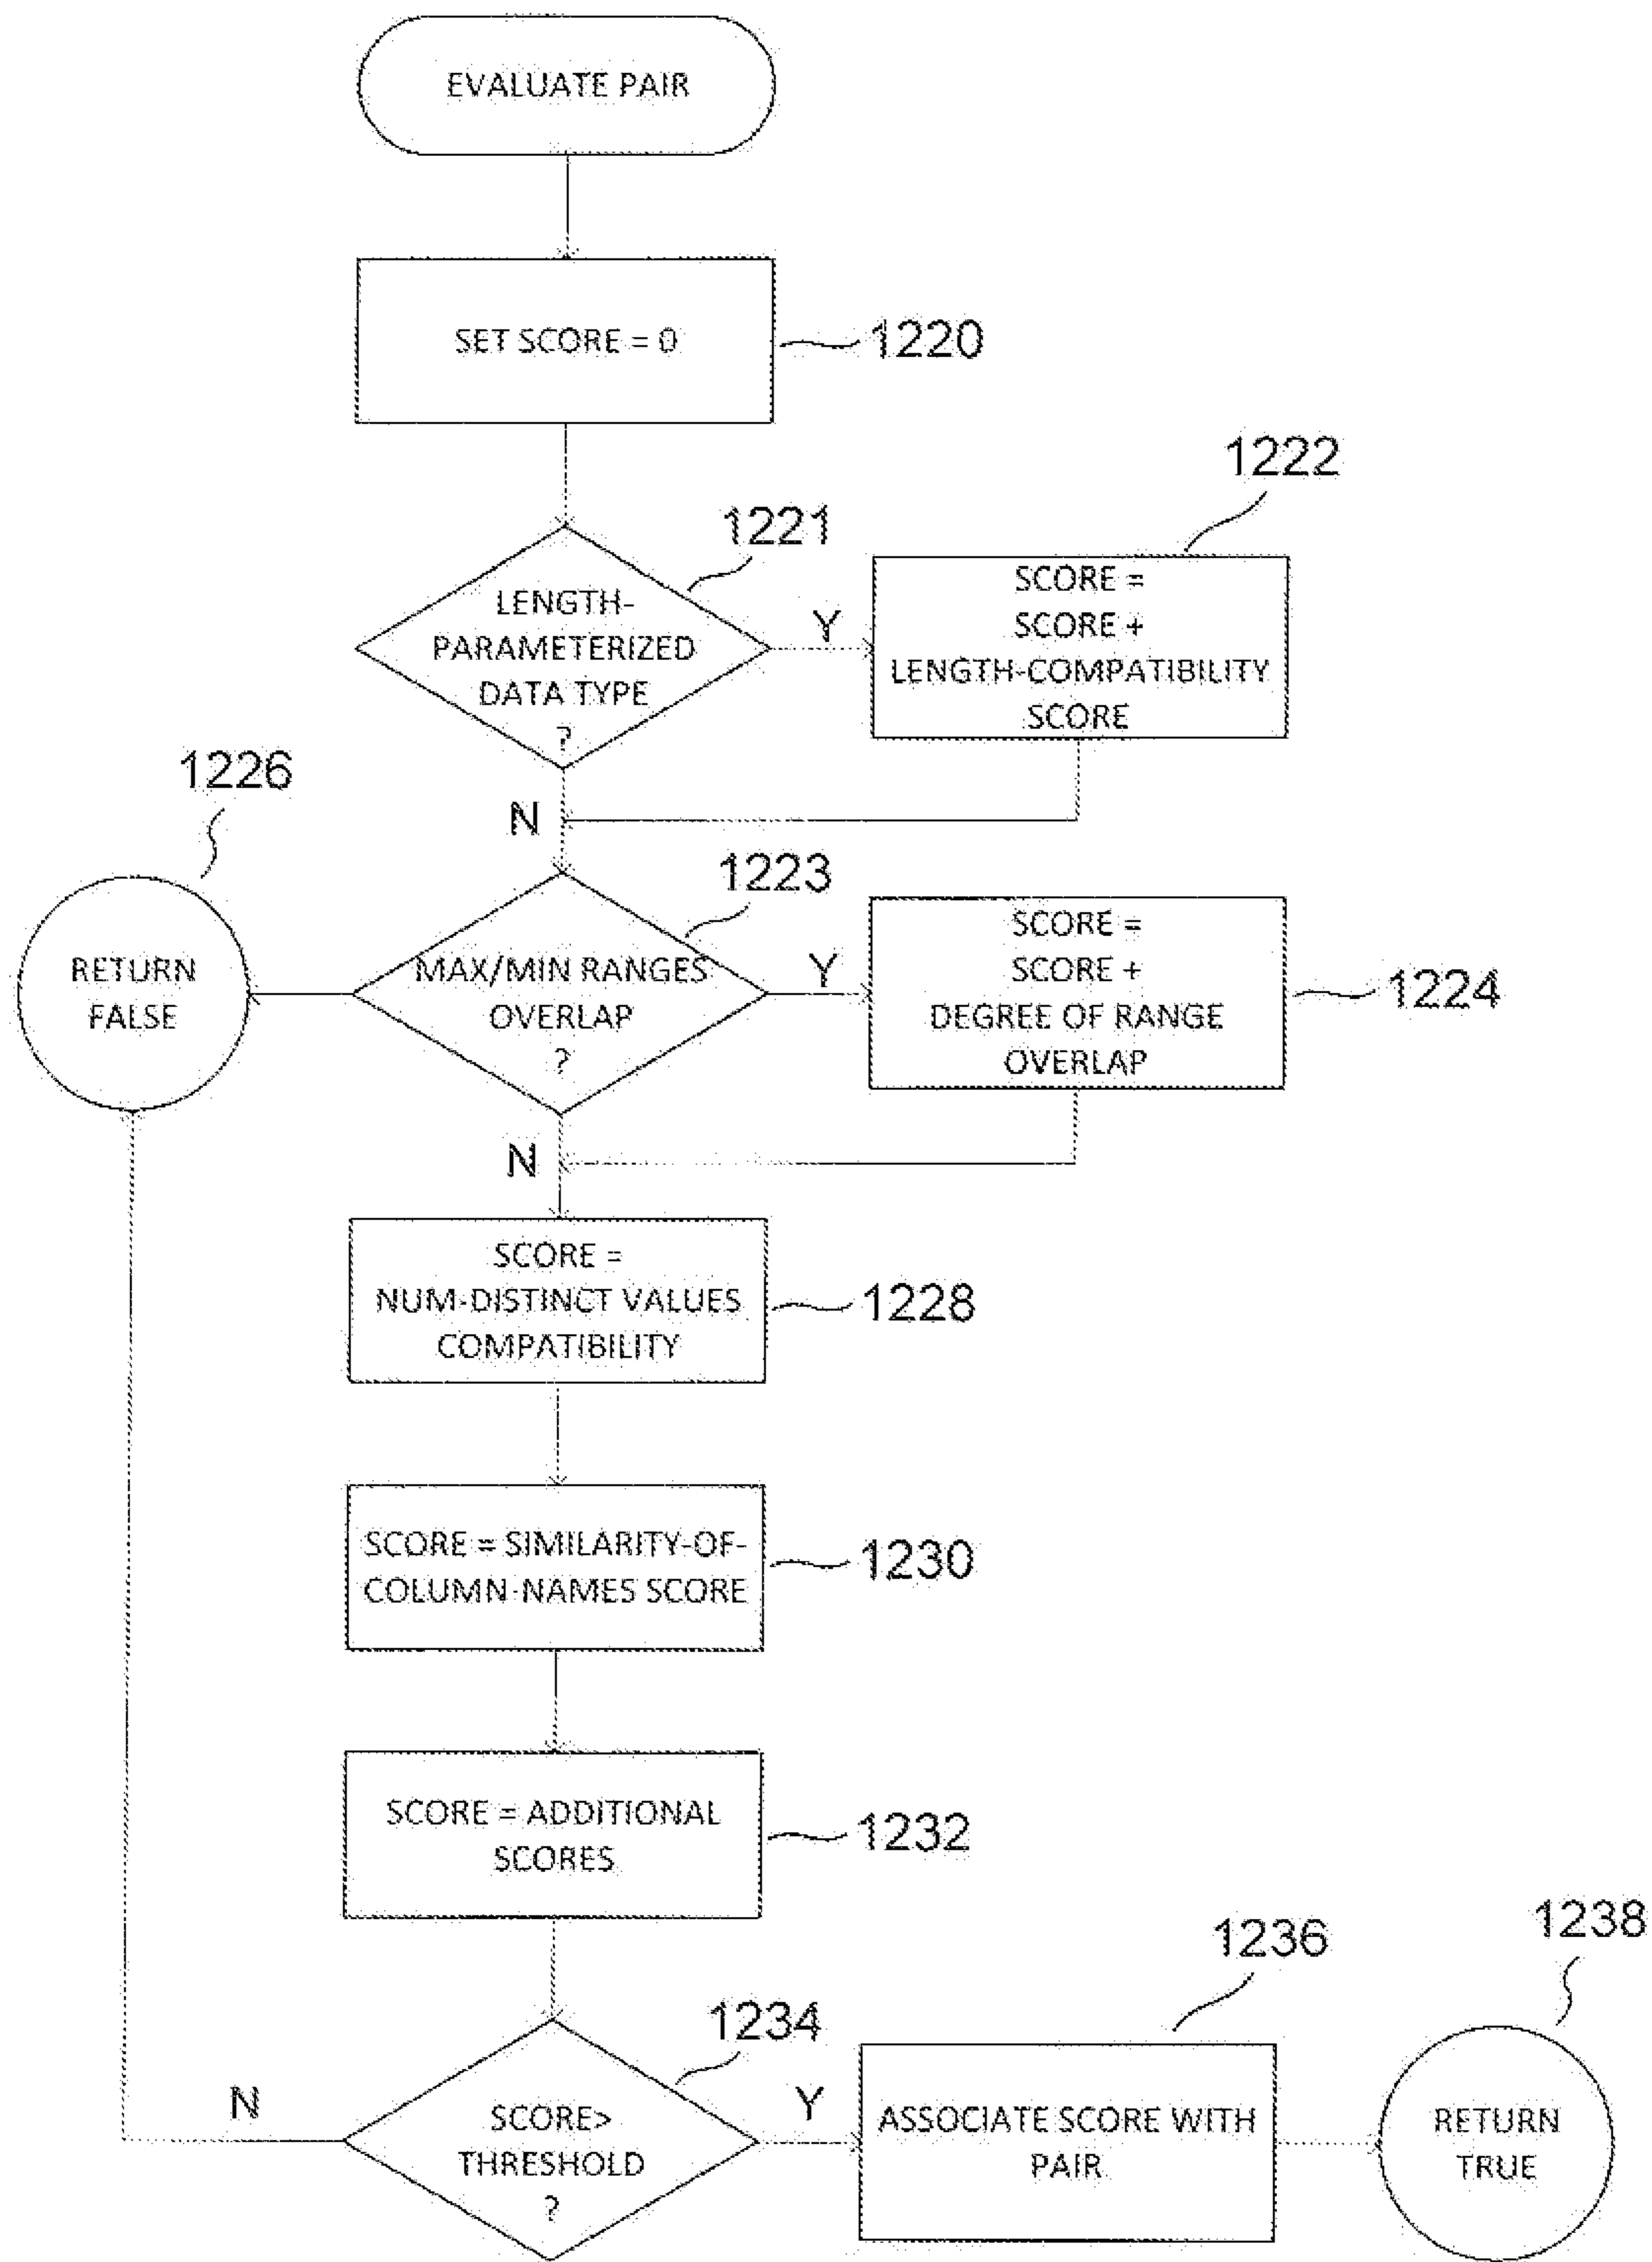 EVALUATE PAIR
SET SCORE = 0
1220
1222
1221
LENGTH-
PARAMETERIZED
DATA TYPE
?
Y
SCORE =
SCORE +
LENGTH-COMPATIBILITY
SCORE
1226
N
1223
RETURN
FALSE
MAX/MIN RANGES
OVERLAP
?
Y
SCORE =
SCORE +
DEGREE OF RANGE
OVERLAP
1224
N
SCORE =
NUM-DISTINCT VALUES
COMPATIBILITY
1228
SCORE = SIMILARITY-OF-
COLUMN-NAMES SCORE
1230
SCORE = ADDITIONAL
SCORES
1232
1234
1236
1238
N
SCORE>
THRESHOLD
?
Y
ASSOCIATE SCORE WITH
PAIR
RETURN
TRUE